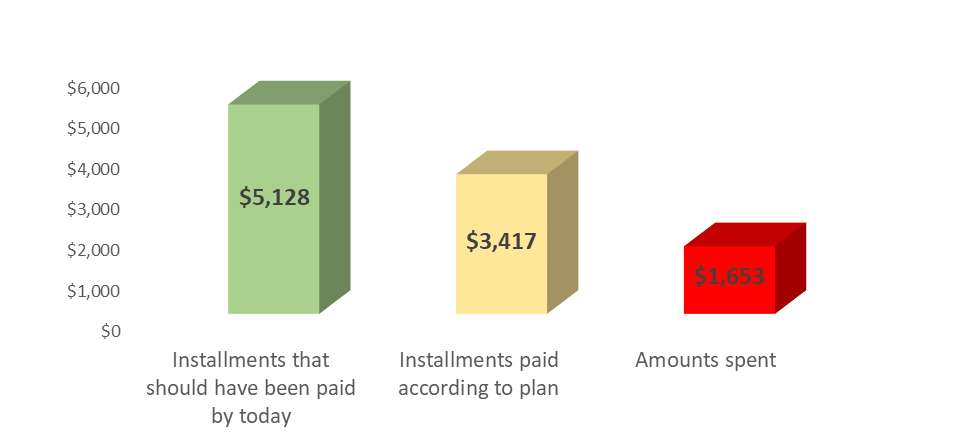 $6,000
$5,000
$4,000
$3,000
$2,000
$1,000
$0
$5,128
$3,417
$1,653
Installments that
should have been paid
by today
Installments paid
according to plan
Amounts spent